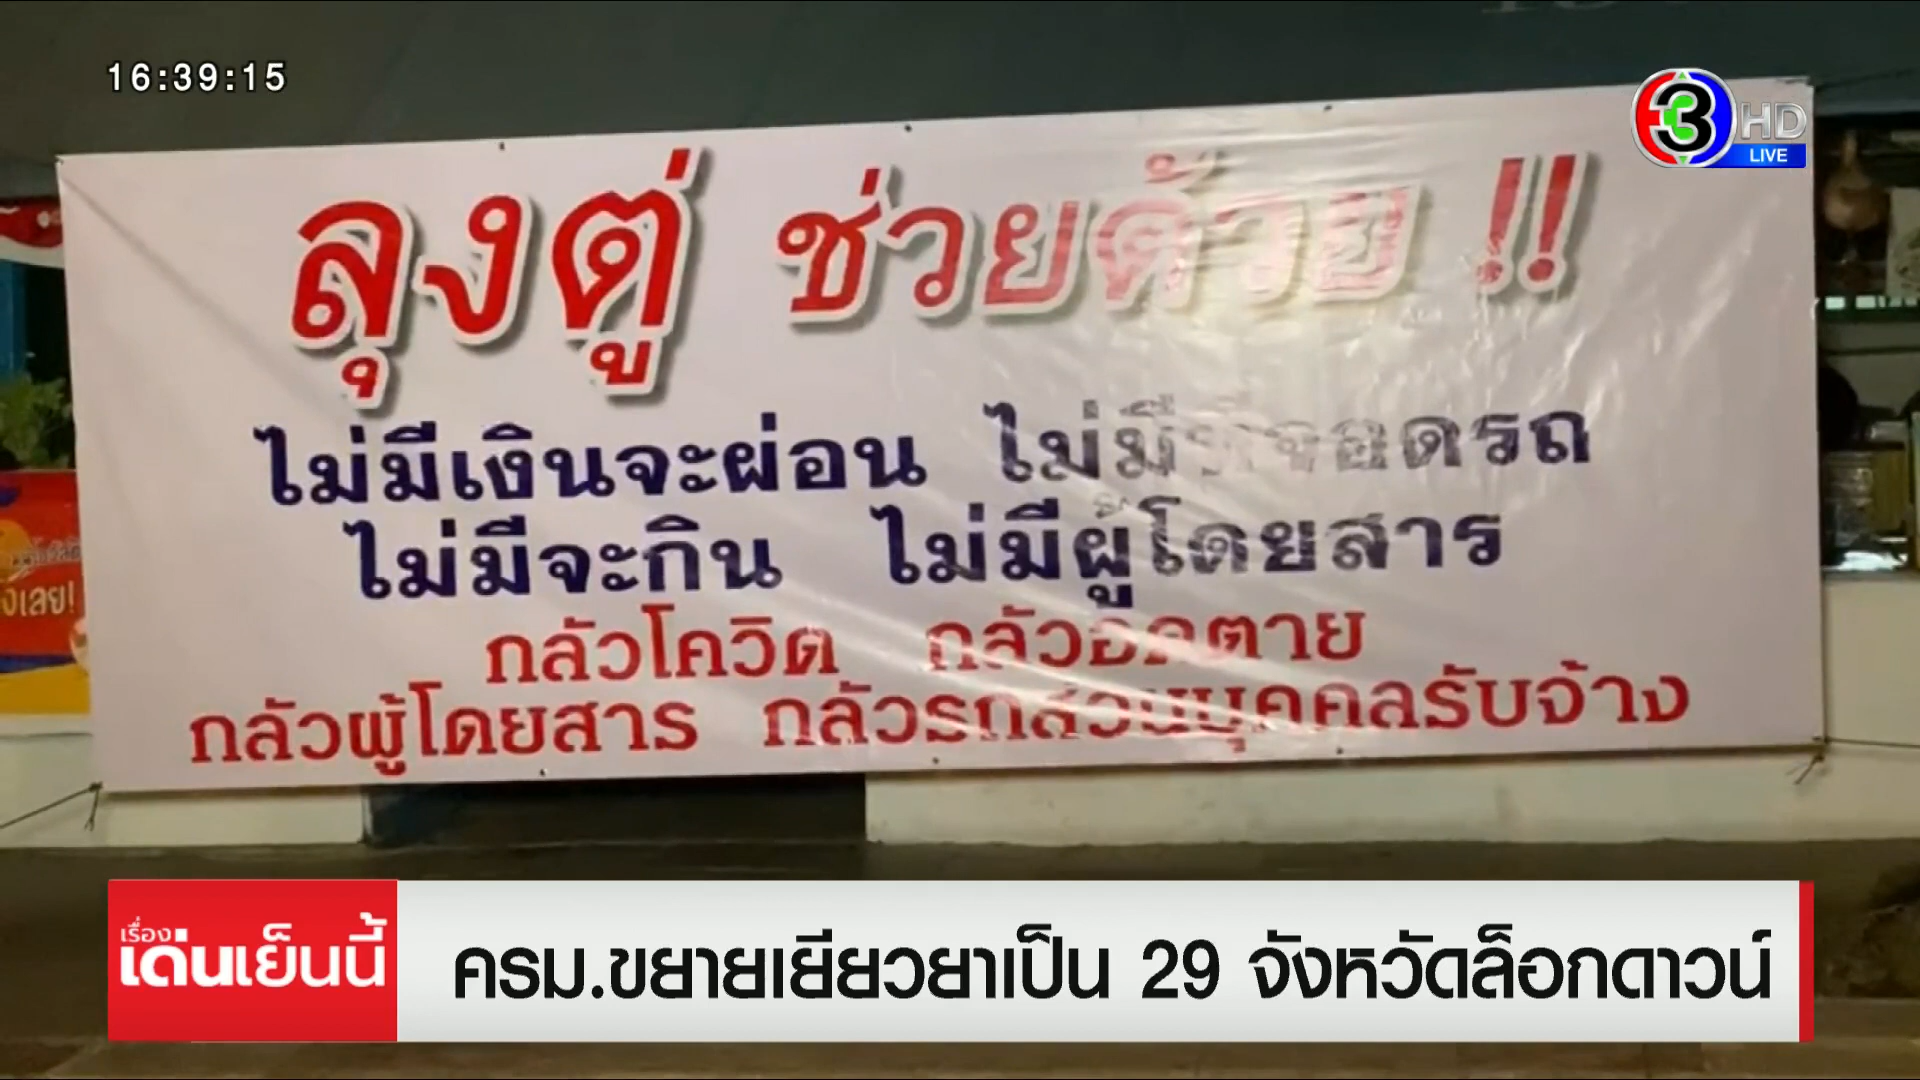 16:39:15
3 HD
LIVE
ลุงตู่ ช่วยด้วย !!
ไม่มีเงินจะผ่อน ไม่มีที่จอดรถ
ไม่มีจะกิน ไม่มีผู้โดยสาร
กลัวโควิด กลัวอดตาย
กลัวผู้โดยสาร กลัวรถส่วนบุคคลรับจ้าง
งเลย!
เรื่อง
เด่นเย็นนี้
ครม.ขยายเยียวยาเป็น 29 จังหวัดล็อกดาวน์